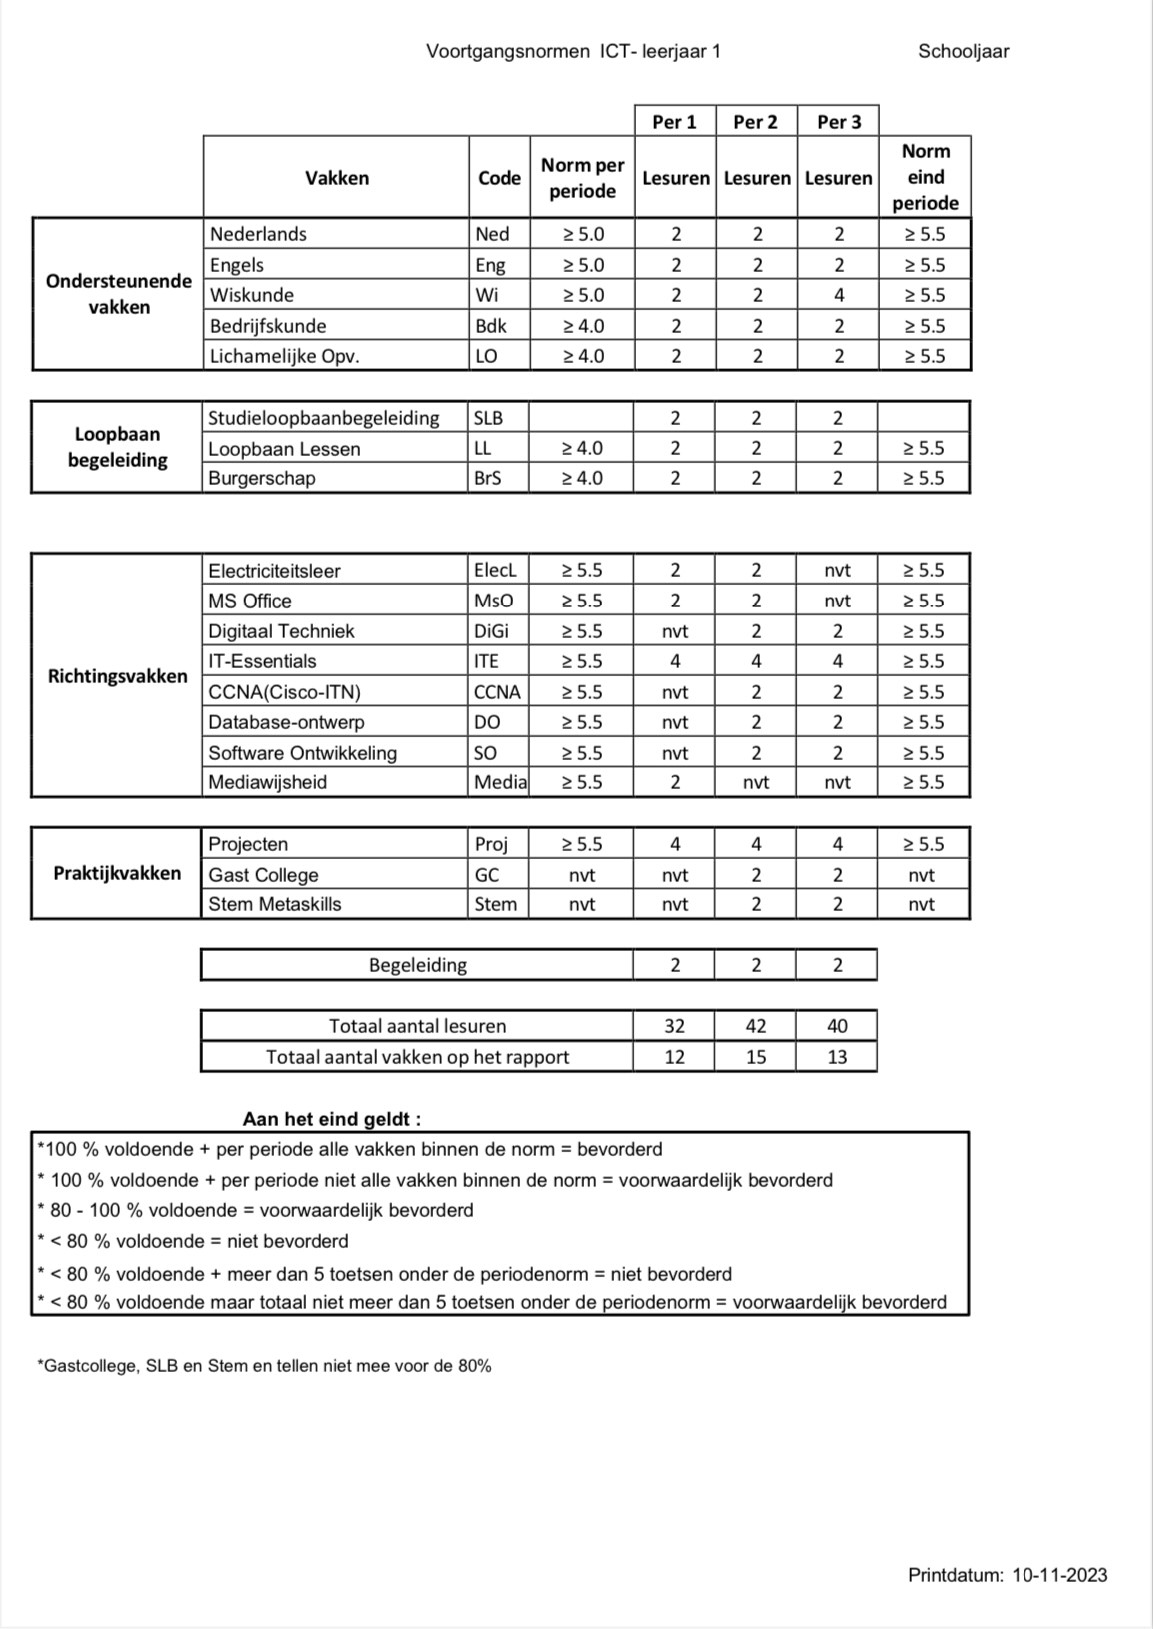 Voortgangsnormen ICT- leerjaar 1 Schooljaar
Per 1 Per 2 Per 3
Vakken Code Norm per periode Lesuren Lesuren Lesuren Norm eind periode
Ondersteunende vakken
Nederlands Ned ≥ 5.0 2 2 2 ≥ 5.5
Engels Eng ≥ 5.0 2 2 2 ≥ 5.5
Wiskunde Wi ≥ 5.0 2 2 4 ≥ 5.5
Bedrijfskunde Bdk ≥ 4.0 2 2 2 ≥ 5.5
Lichamelijke Opv. LO ≥ 4.0 2 2 2 ≥ 5.5
Loopbaan begeleiding
Studieloopbaanbegeleiding SLB 2 2 2
Loopbaan Lessen LL ≥ 4.0 2 2 2 ≥ 5.5
Burgerschap BrS ≥ 4.0 2 2 2 ≥ 5.5
Richtingsvakken
Electriciteitsleer ElecL ≥ 5.5 2 2 nvt ≥ 5.5
MS Office MsO ≥ 5.5 2 2 nvt ≥ 5.5
Digitaal Techniek DiGi ≥ 5.5 nvt 2 2 ≥ 5.5
IT-Essentials ITE ≥ 5.5 4 4 4 ≥ 5.5
CCNA(Cisco-ITN) CCNA ≥ 5.5 nvt 2 2 ≥ 5.5
Database-ontwerp DO ≥ 5.5 nvt 2 2 ≥ 5.5
Software Ontwikkeling SO ≥ 5.5 nvt 2 2 ≥ 5.5
Mediawijsheid Media ≥ 5.5 2 nvt nvt ≥ 5.5
Praktijkvakken
Projecten Proj ≥ 5.5 4 4 4 ≥ 5.5
Gast College GC nvt nvt 2 2 nvt
Stem Metaskills Stem nvt nvt 2 2 nvt
Begeleiding 2 2 2
Totaal aantal lesuren 32 42 40
Totaal aantal vakken op het rapport 12 15 13
Aan het eind geldt :
*100 % voldoende + per periode alle vakken binnen de norm = bevorderd
* 100 % voldoende + per periode niet alle vakken binnen de norm = voorwaardelijk bevorderd
* 80 - 100 % voldoende = voorwaardelijk bevorderd
* < 80 % voldoende = niet bevorderd
* < 80 % voldoende + meer dan 5 toetsen onder de periodenorm = niet bevorderd
* < 80 % voldoende maar totaal niet meer dan 5 toetsen onder de periodenorm = voorwaardelijk bevorderd
*Gastcollege, SLB en Stem en tellen niet mee voor de 80%
Printdatum: 10-11-2023